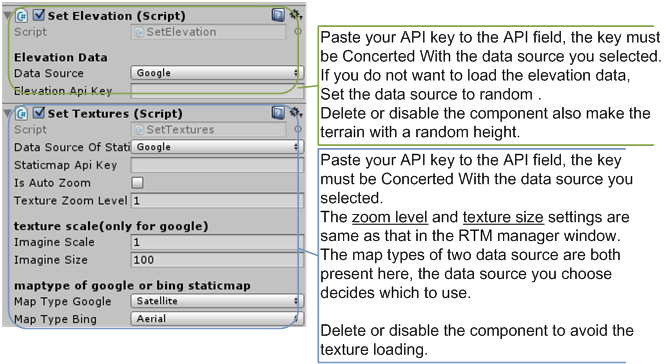 Set Elevation (Script)
Script SetElevation
Elevation Data
Data Source Google
Elevation Api Key
Set Textures (Script)
Script SetTextures
Data Source Of Stati Google
Staticmap Api Key
Is Auto Zoom
Texture Zoom Level 1
texture scale(only for google)
Imagine Scale 1
Imagine Size 100
maptype of google or bing staticmap
Map Type Google Satellite
Map Type Bing Aerial
Paste your API key to the API field, the key must
be Concerted With the data source you selected.
If you do not want to load the elevation data,
Set the data source to random .
Delete or disable the component also make the
terrain with a random height.
Paste your API key to the API field, the key
must be Concerted With the data source you
selected.
The zoom level and texture size settings are
same as that in the RTM manager window.
The map types of two data source are both
present here, the data source you choose
decides which to use.
Delete or disable the component to avoid the
texture loading.